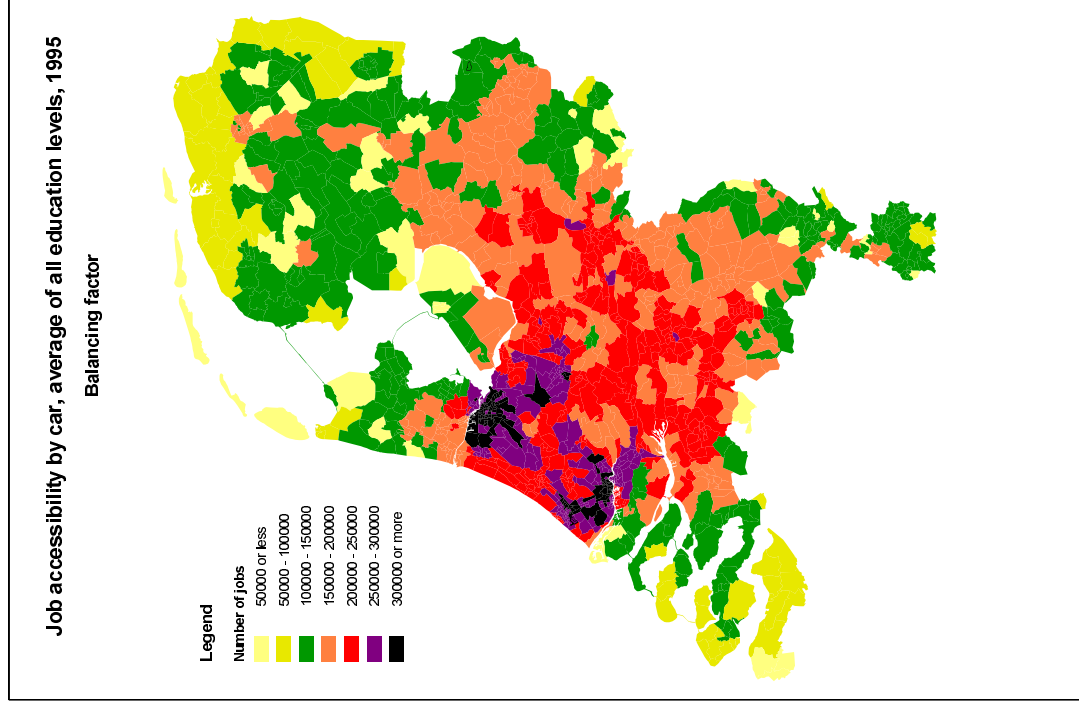 Job accessibility by car, average of all education levels, 1995
Balancing factor
Legend
Number of jobs
50000 or less
50000 - 100000
100000 - 150000
150000 - 200000
200000 - 250000
250000 - 300000
300000 or more